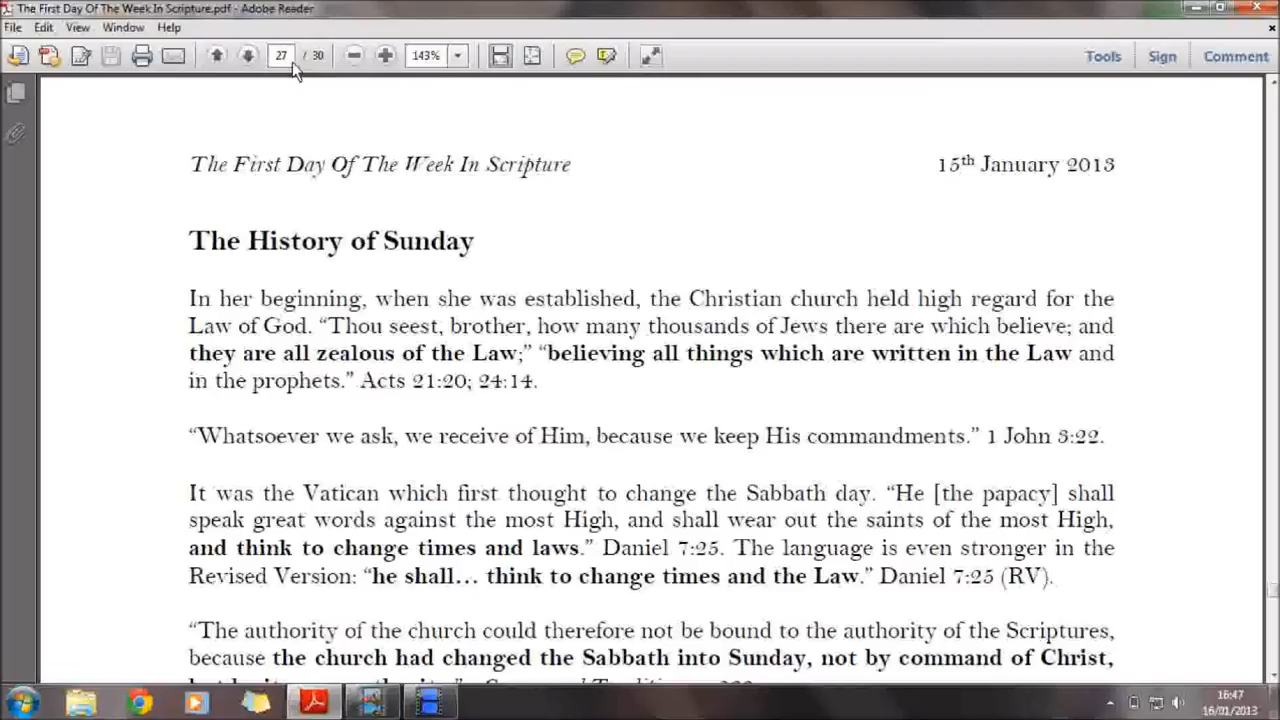 The First Day Of The Week In Scripture.pdf - Adobe Reader
File Edit View Window Help
27 / 30 143% Tools Sign Comment
The First Day Of The Week In Scripture 15th January 2013
The History of Sunday
In her beginning, when she was established, the Christian church held high regard for the
Law of God. “Thou seest, brother, how many thousands of Jews there are which believe; and
they are all zealous of the Law;” “believing all things which are written in the Law and
in the prophets.” Acts 21:20; 24:14.
“Whatsoever we ask, we receive of Him, because we keep His commandments.” 1 John 3:22.
It was the Vatican which first thought to change the Sabbath day. “He [the papacy] shall
speak great words against the most High, and shall wear out the saints of the most High,
and think to change times and laws.” Daniel 7:25. The language is even stronger in the
Revised Version: “he shall… think to change times and the Law.” Daniel 7:25 (RV).
“The authority of the church could therefore not be bound to the authority of the Scriptures,
because the church had changed the Sabbath into Sunday, not by command of Christ,
16:47
16/01/2013